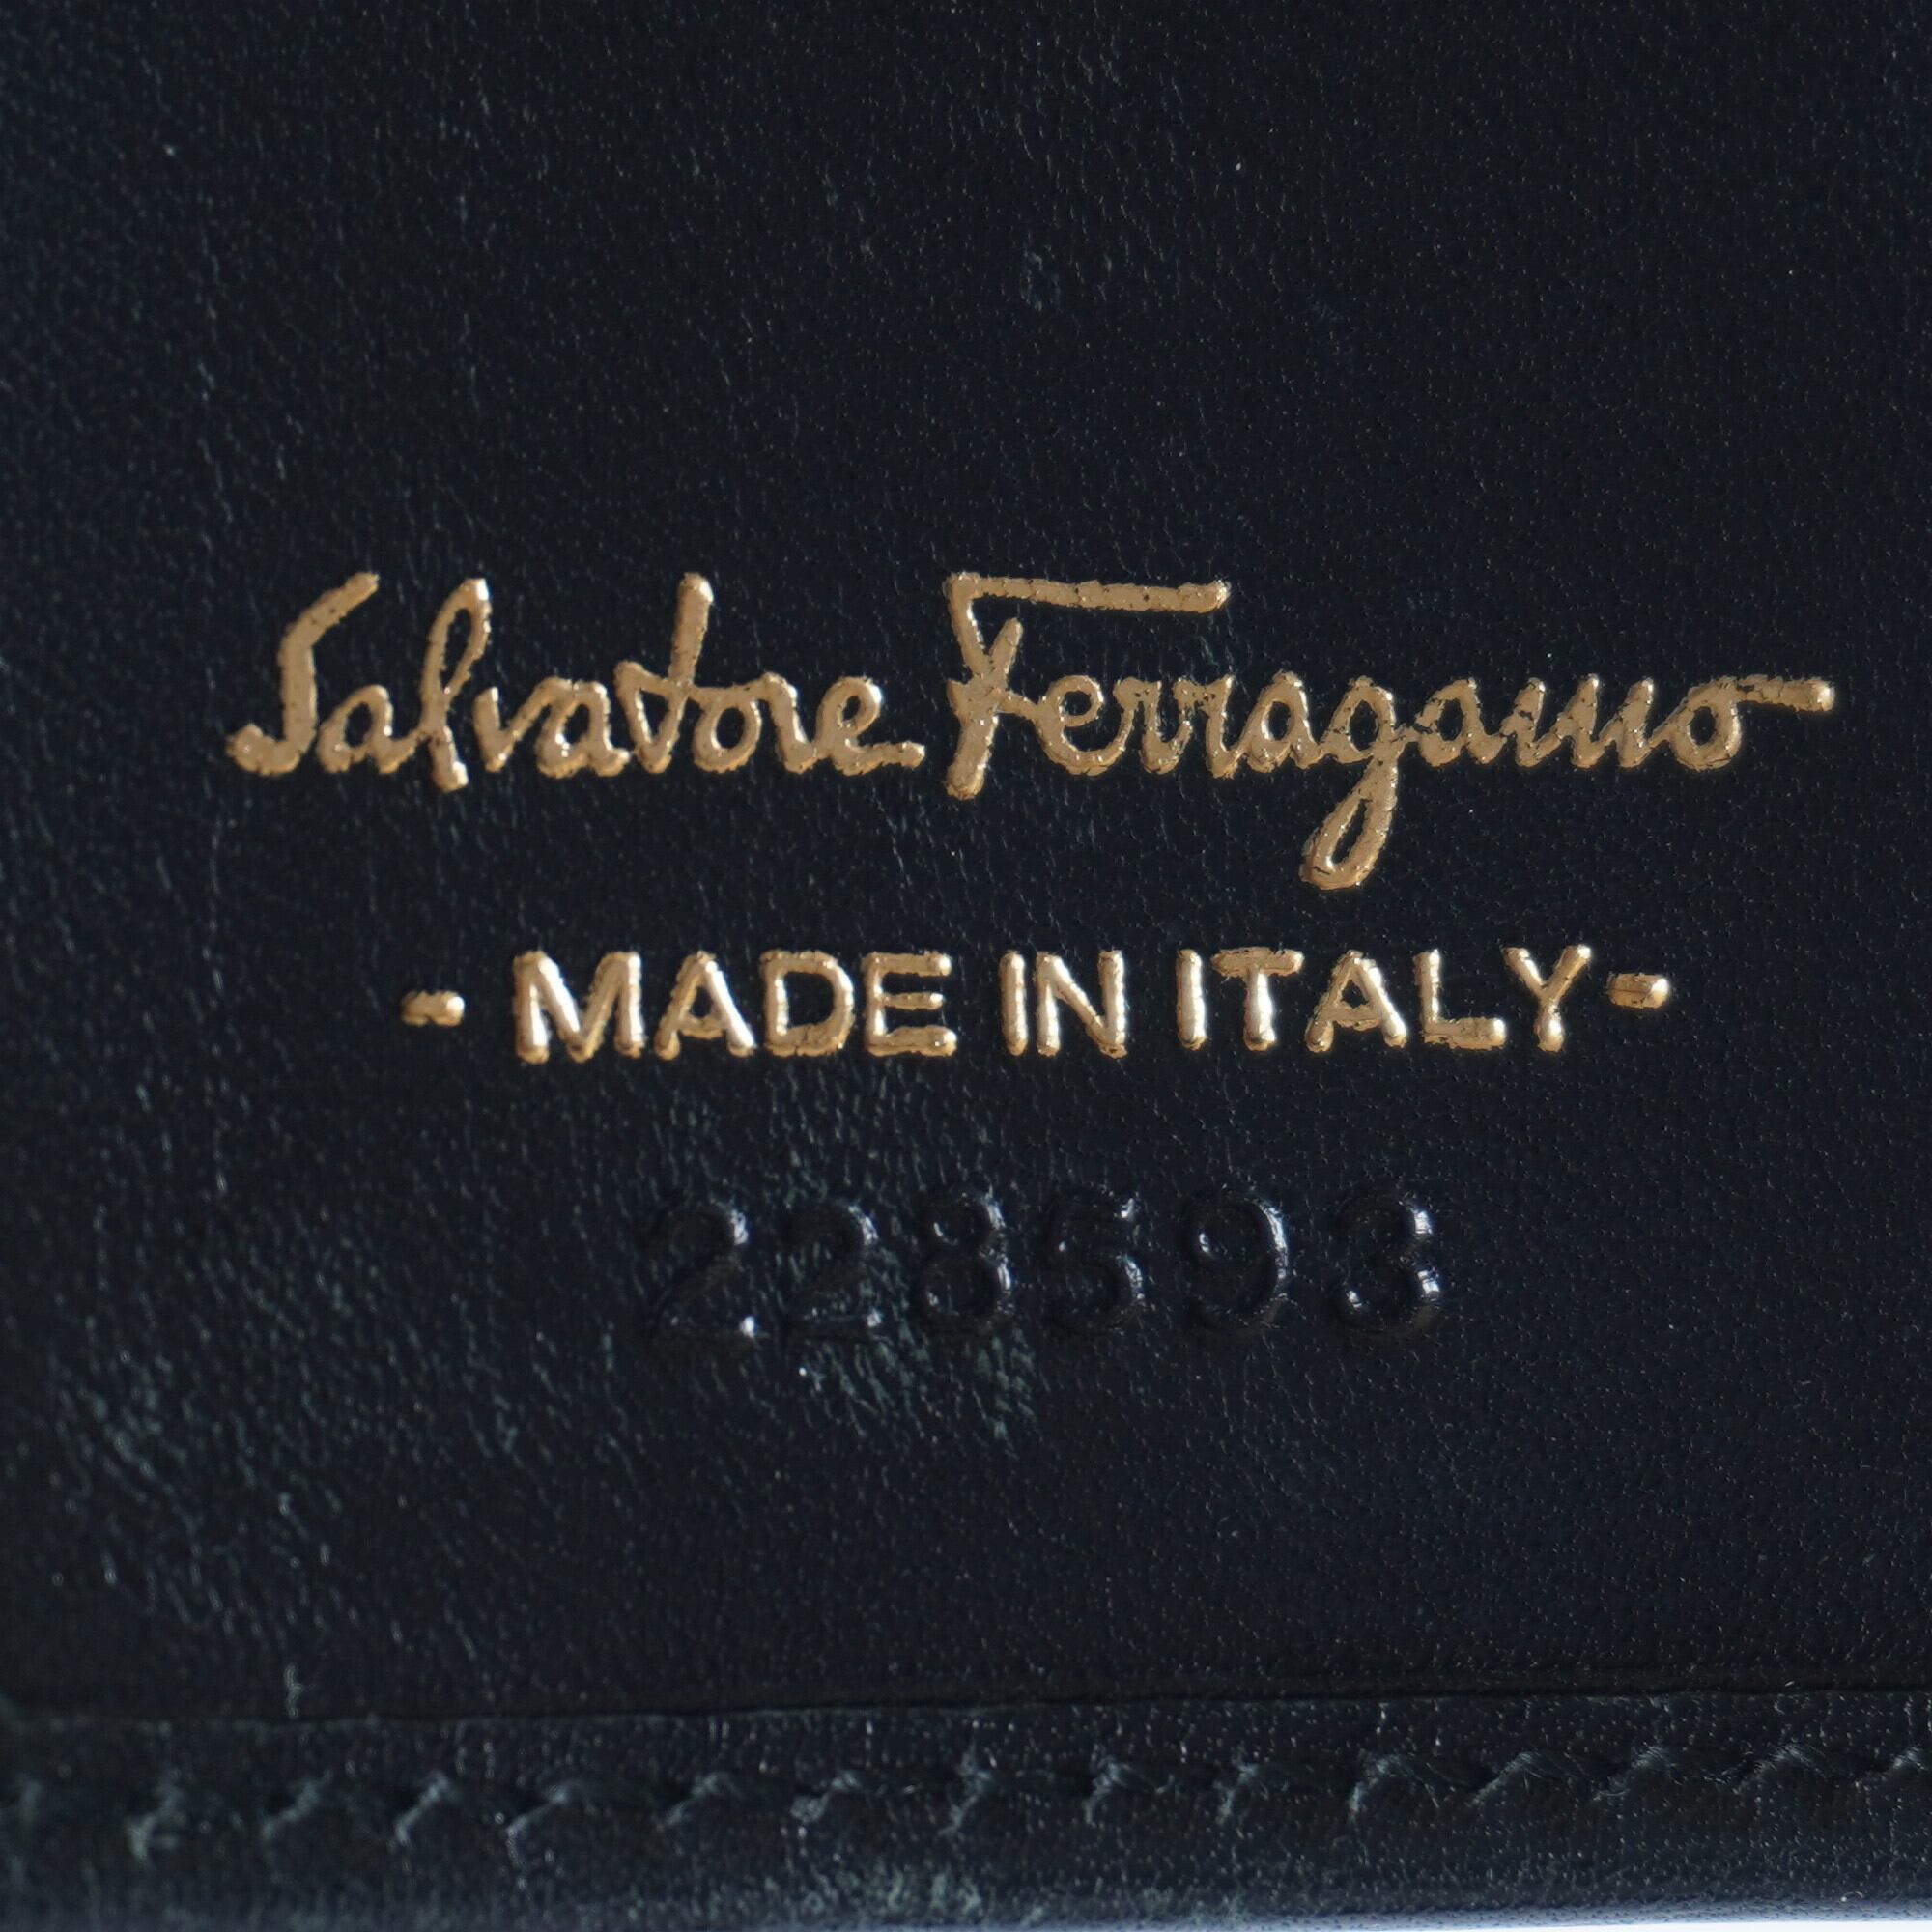 Salvatore Ferragamo
- MADE IN ITALY -
228593